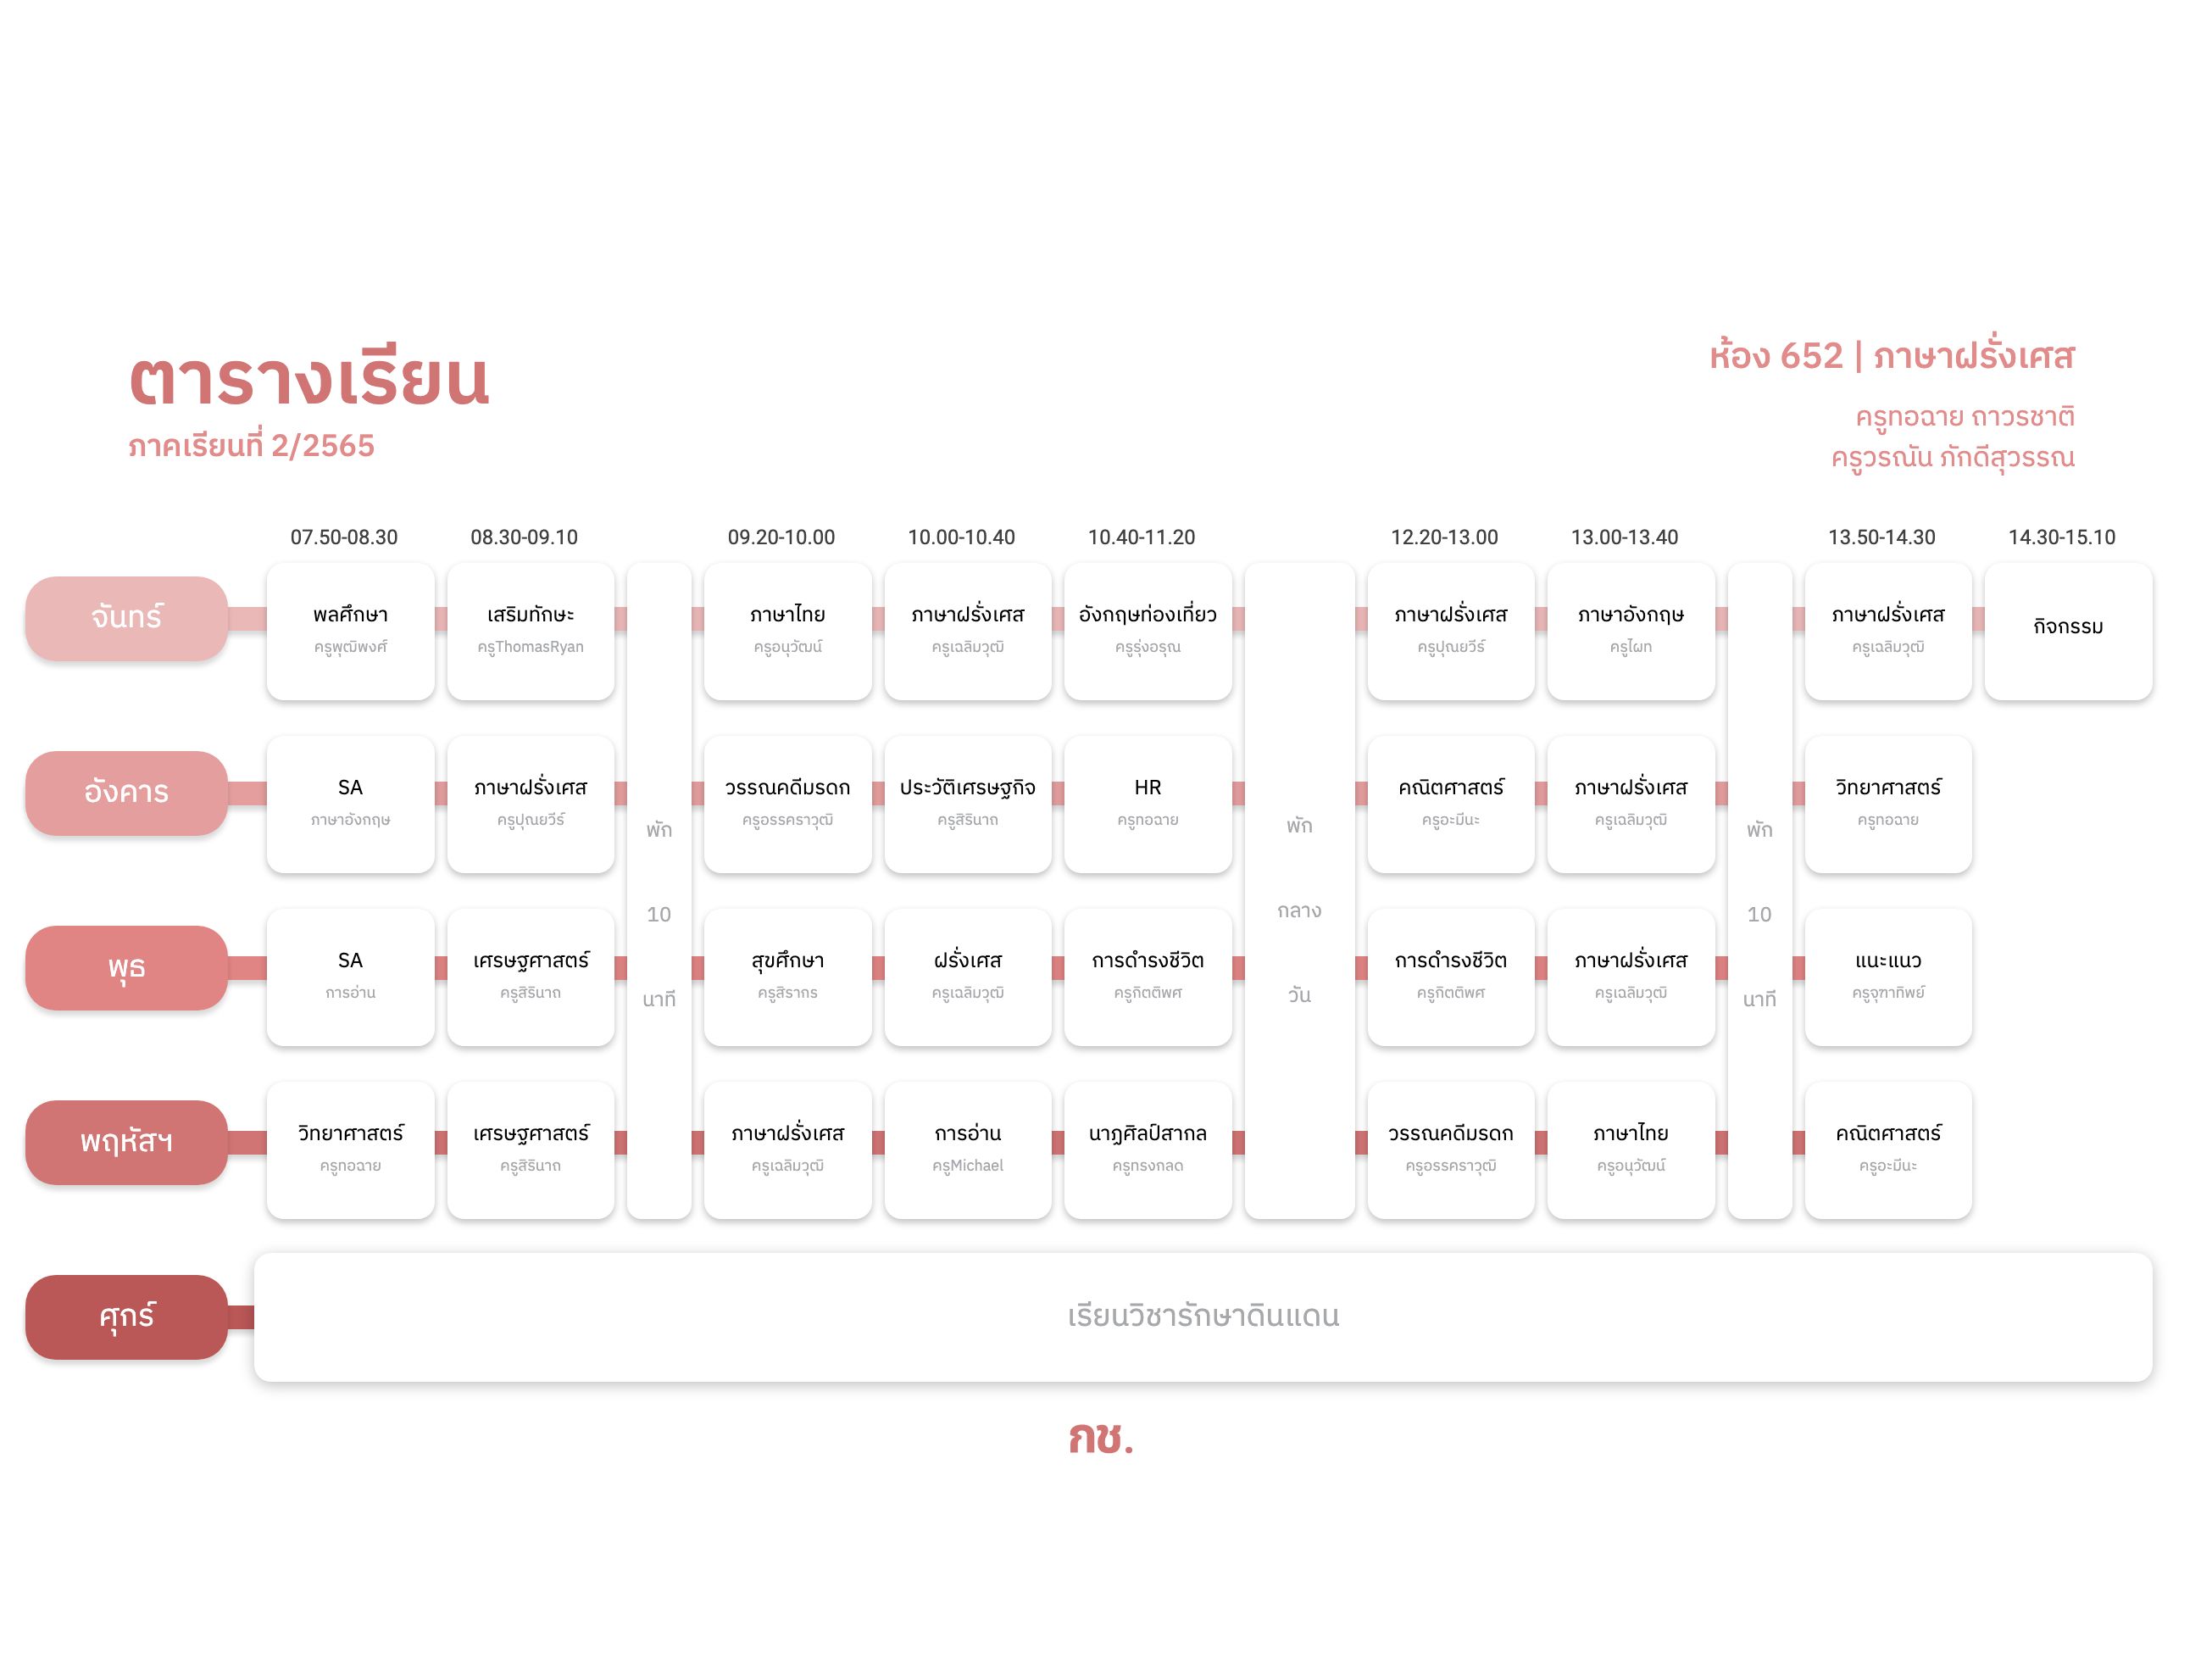 ตารางเรียน
ภาคเรียนที่ 2/2565
ห้อง 652 | ภาษาฝรั่งเศส
ครูทอฉาย ถาวรชาติ
ครูวรณัน ภักดีสุวรรณ
07.50-08.30 08.30-09.10 09.20-10.00 10.00-10.40 10.40-11.20 12.20-13.00 13.00-13.40 13.50-14.30 14.30-15.10
จันทร์
พลศึกษา เสริมทักษะ ภาษาไทย ภาษาฝรั่งเศส อังกฤษท่องเที่ยว ภาษาฝรั่งเศส ภาษาอังกฤษ ภาษาฝรั่งเศส กิจกรรม
ครูพุฒิพงศ์ ครูThomasRyan ครูอนุวัฒน์ ครูเฉลิมวุฒิ ครูรุ่งอรุณ ครูปุณยวีร์ ครูไผท ครูเฉลิมวุฒิ
อังคาร
SA ภาษาฝรั่งเศส วรรณคดีมรดก ประวัติเศรษฐกิจ HR คณิตศาสตร์ ภาษาฝรั่งเศส วิทยาศาสตร์
ภาษาอังกฤษ ครูปุณยวีร์ ครูอรรคราวุฒิ ครูสิรินาถ ครูทอฉาย ครูอะมีนะ ครูเฉลิมวุฒิ ครูทอฉาย
พัก พัก พัก
10 กลาง 10
นาที วัน นาที
พุธ
SA เศรษฐศาสตร์ สุขศึกษา ฝรั่งเศส การดำรงชีวิต การดำรงชีวิต ภาษาฝรั่งเศส แนะแนว
การอ่าน ครูสิรินาถ ครูสิรากร ครูเฉลิมวุฒิ ครูกิตติพศ ครูกิตติพศ ครูเฉลิมวุฒิ ครูจุฑาทิพย์
พฤหัสฯ
วิทยาศาสตร์ เศรษฐศาสตร์ ภาษาฝรั่งเศส การอ่าน นาฏศิลป์สากล วรรณคดีมรดก ภาษาไทย คณิตศาสตร์
ครูทอฉาย ครูสิรินาถ ครูเฉลิมวุฒิ ครูMichael ครูทรงกลด ครูอรรคราวุฒิ ครูอนุวัฒน์ ครูอะมีนะ
ศุกร์
เรียนวิชารักษาดินแดน
กช.